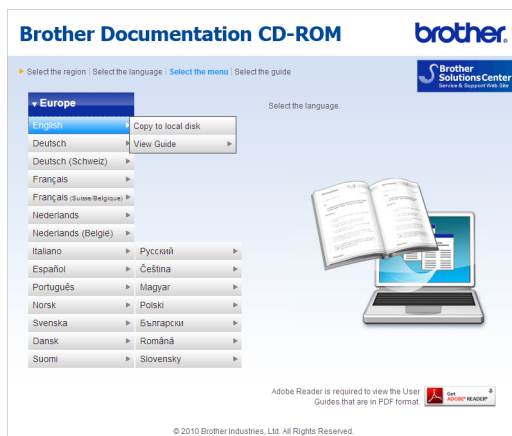 Brother Documentation CD-ROM
brother.
Select the region | Select the language | Select the menu | Select the guide
Brother
SolutionsCenter
Service & Support Web Site
Europe
Select the language.
English
Copy to local disk
Deutsch
View Guide
Deutsch (Schweiz)
Français
Français (Suisse/Belgique)
Nederlands
Nederlands (België)
Italiano
Русский
Español
Čeština
Português
Magyar
Norsk
Polski
Svenska
Български
Dansk
Română
Suomi
Slovensky
Adobe Reader is required to view the User
Guides that are in PDF format.
Get
ADOBE® READER®
© 2010 Brother Industries, Ltd. All Rights Reserved.